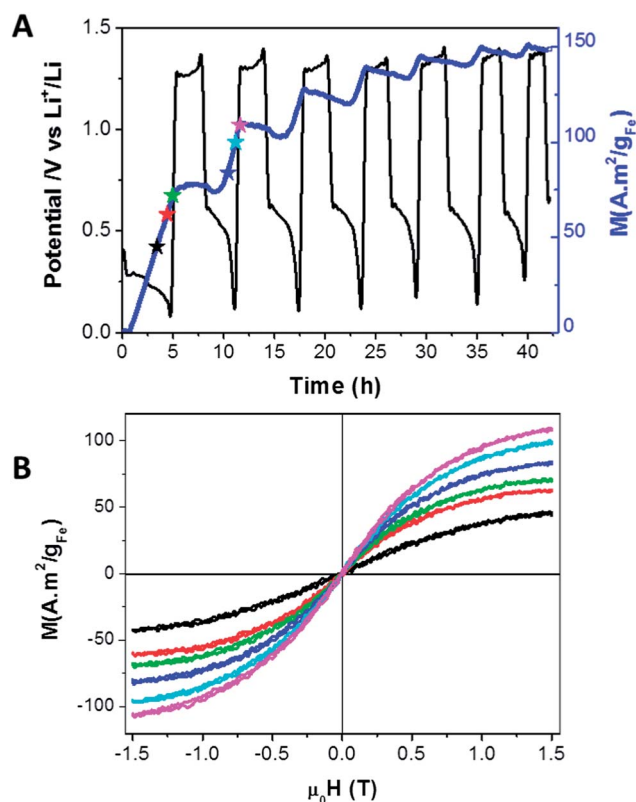 A
Potential /V vs Li⁺/Li
1.5
1.0
0.5
0.0
0 5 10 15 20 25 30 35 40
Time (h)
150
100
50
0
M(A.m²/g_Fe)
B
M(A.m²/g_Fe)
100
50
0
-50
-100
-1.5 -1.0 -0.5 0.0 0.5 1.0 1.5
μ₀H (T)